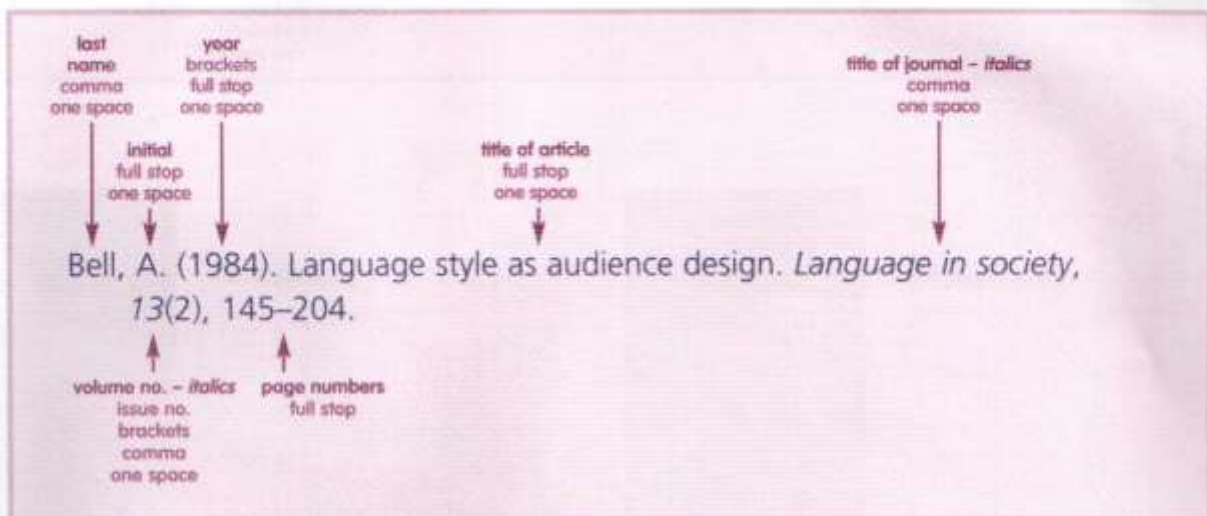 last
name
comma
one space
year
brackets
full stop
one space
title of journal – italics
comma
one space
initial
full stop
one space
title of article
full stop
one space
Bell, A. (1984). Language style as audience design. Language in society,
13(2), 145–204.
volume no. – italics
issue no.
brackets
comma
one space
page numbers
full stop